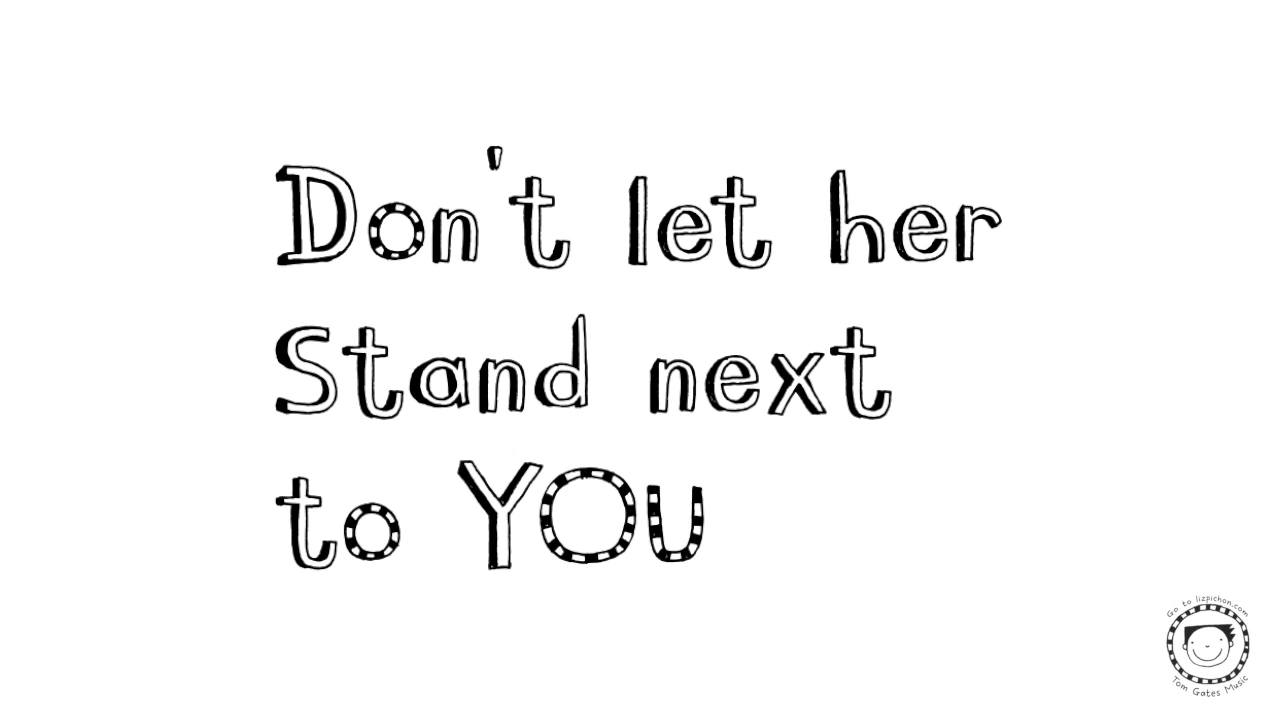 Don't let her
Stand next
to YOU
Go to lizpichon.com
Tom Gates Music